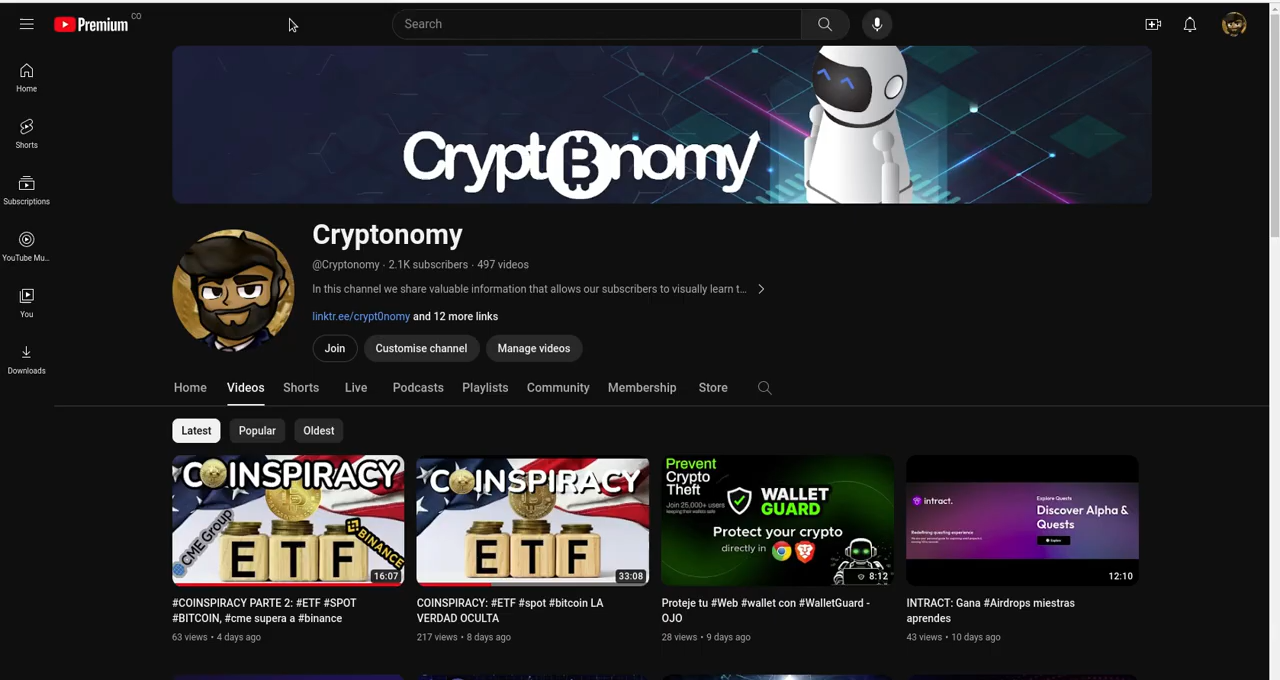 Premium CO
Search
Home
Shorts
Subscriptions
YouTube Mu...
You
Downloads
Crypt₿nomy
Cryptonomy
@Cryptonomy · 2.1K subscribers · 497 videos
In this channel we share valuable information that allows our subscribers to visually learn t...
linktr.ee/crypt0nomy and 12 more links
Join Customise channel Manage videos
Home Videos Shorts Live Podcasts Playlists Community Membership Store
Latest Popular Oldest
COINSPIRACY
CME Group
BINANCE
ETF
16:07
#COINSPIRACY PARTE 2: #ETF #SPOT
#BITCOIN, #cme supera a #binance
63 views • 4 days ago
COINSPIRACY
ETF
33:08
COINSPIRACY: #ETF #spot #bitcoin LA
VERDAD OCULTA
217 views • 8 days ago
Prevent
Crypto
Theft
Join 25,000+ users
WALLET
GUARD
Protect your crypto
directly in
8:12
Proteje tu #Web #wallet con #WalletGuard -
OJO
28 views • 9 days ago
intract.
Explore Quests
Discover Alpha &
Quests
Explore
12:10
INTRACT: Gana #Airdrops miestras
aprendes
43 views • 10 days ago